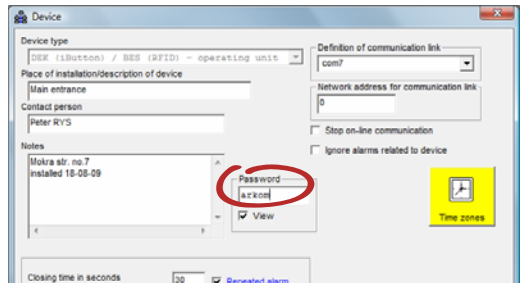 Device
Device type
DEK (iButton) / BES (RFID) - operating unit
Place of installation/description of device
Main entrance
Contact person
Peter RYS
Notes
Mokra str. no.7
installed 18-08-09
Password
arkom
View
Definition of communication link
com7
Network address for communication link
0
Stop on-line communication
Ignore alarms related to device
Time zones
Closing time in seconds
30
Repeated alarm